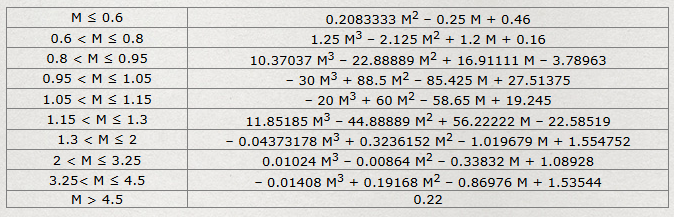 M ≤ 0.6 0.2083333 M² – 0.25 M + 0.46
0.6 < M ≤ 0.8 1.25 M³ – 2.125 M² + 1.2 M + 0.16
0.8 < M ≤ 0.95 10.37037 M³ – 22.88889 M² + 16.91111 M – 3.78963
0.95 < M ≤ 1.05 – 30 M³ + 88.5 M² – 85.425 M + 27.51375
1.05 < M ≤ 1.15 – 20 M³ + 60 M² – 58.65 M + 19.245
1.15 < M ≤ 1.3 11.85185 M³ – 44.88889 M² + 56.22222 M – 22.58519
1.3 < M ≤ 2 – 0.04373178 M³ + 0.3236152 M² – 1.019679 M + 1.554752
2 < M ≤ 3.25 0.01024 M³ – 0.00864 M² – 0.33832 M + 1.08928
3.25< M ≤ 4.5 – 0.01408 M³ + 0.19168 M² – 0.86976 M + 1.53544
M > 4.5 0.22